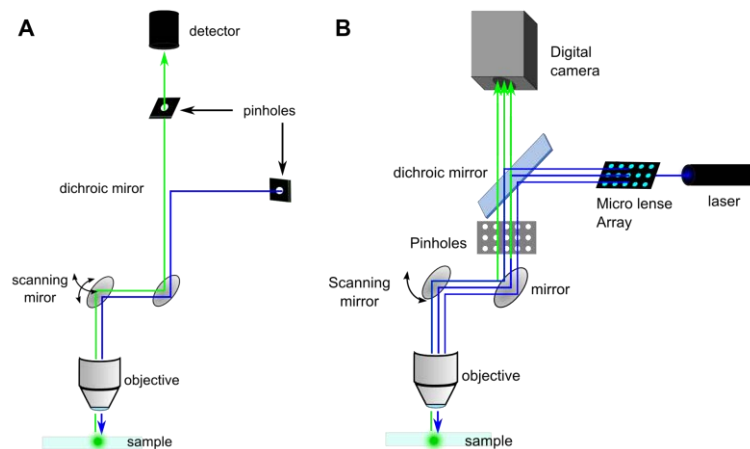 A
detector
pinholes
dichroic miror
scanning
miror
objective
sample
B
Digital
camera
dichroic mirror
Micro lense
Array
laser
Pinholes
Scanning
mirror
mirror
objective
sample